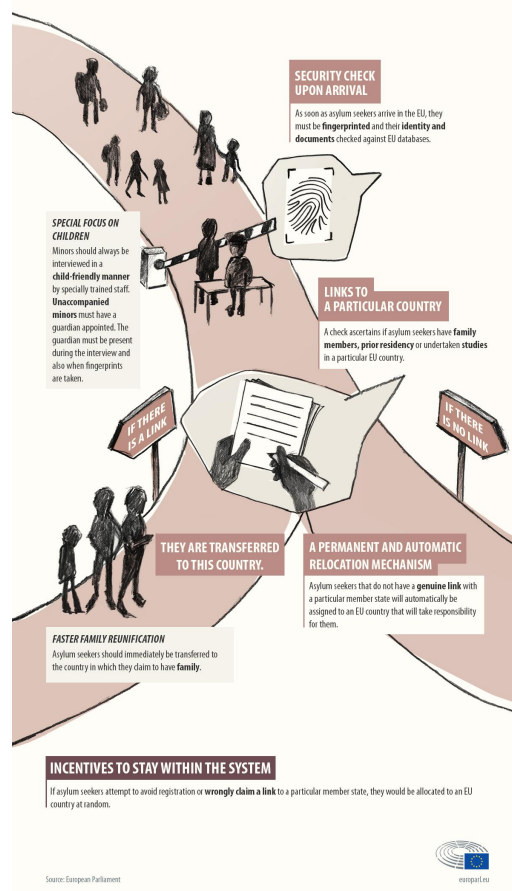 SECURITY CHECK
UPON ARRIVAL
As soon as asylum seekers arrive in the EU, they
must be fingerprinted and their identity and
documents checked against EU databases.
SPECIAL FOCUS ON
CHILDREN
Minors should always be
interviewed in a
child-friendly manner
by specially trained staff.
Unaccompanied
minors must have a
guardian appointed. The
guardian must be present
during the interview and
also when fingerprints
are taken.
LINKS TO
A PARTICULAR COUNTRY
A check ascertains if asylum seekers have family
members, prior residency or undertaken studies
in a particular EU country.
IF THERE
IS A LINK
IF THERE
IS NO LINK
THEY ARE TRANSFERRED
TO THIS COUNTRY.
A PERMANENT AND AUTOMATIC
RELOCATION MECHANISM
Asylum seekers that do not have a genuine link with
a particular member state will automatically be
assigned to an EU country that will take responsibility
for them.
FASTER FAMILY REUNIFICATION
Asylum seekers should immediately be transferred to
the country in which they claim to have family.
INCENTIVES TO STAY WITHIN THE SYSTEM
If asylum seekers attempt to avoid registration or wrongly claim a link to a particular member state, they would be allocated to an EU
country at random.
Source: European Parliament
europarl.eu